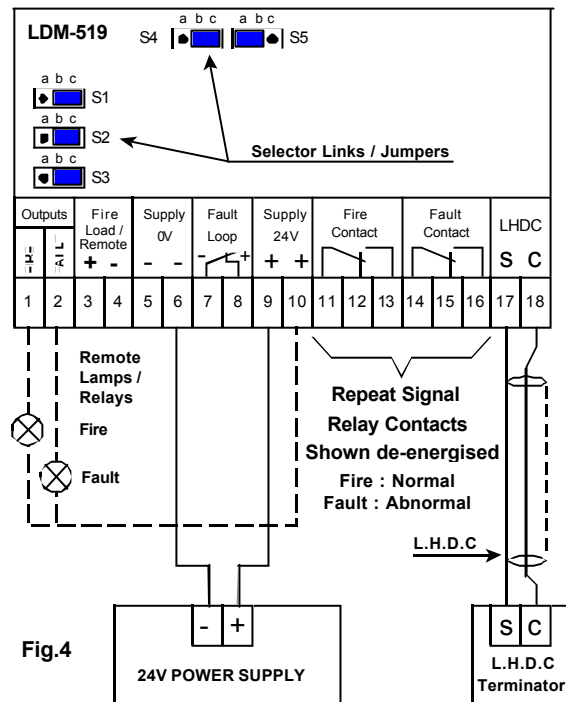 LDM-519
a b c
S4
a b c
S5
a b c
S1
a b c
S2
a b c
S3
Selector Links / Jumpers
Outputs
FIRE
FAULT
Fire
Load /
Remote
+ -
Supply
0V
- -
Fault
Loop
- +
Supply
24V
+ +
Fire
Contact
Fault
Contact
LHDC
S C
1 2 3 4 5 6 7 8 9 10 11 12 13 14 15 16 17 18
Remote
Lamps /
Relays
Fire
Fault
Repeat Signal
Relay Contacts
Shown de-energised
Fire : Normal
Fault : Abnormal
L.H.D.C
- +
S C
Fig.4
24V POWER SUPPLY
L.H.D.C
Terminator